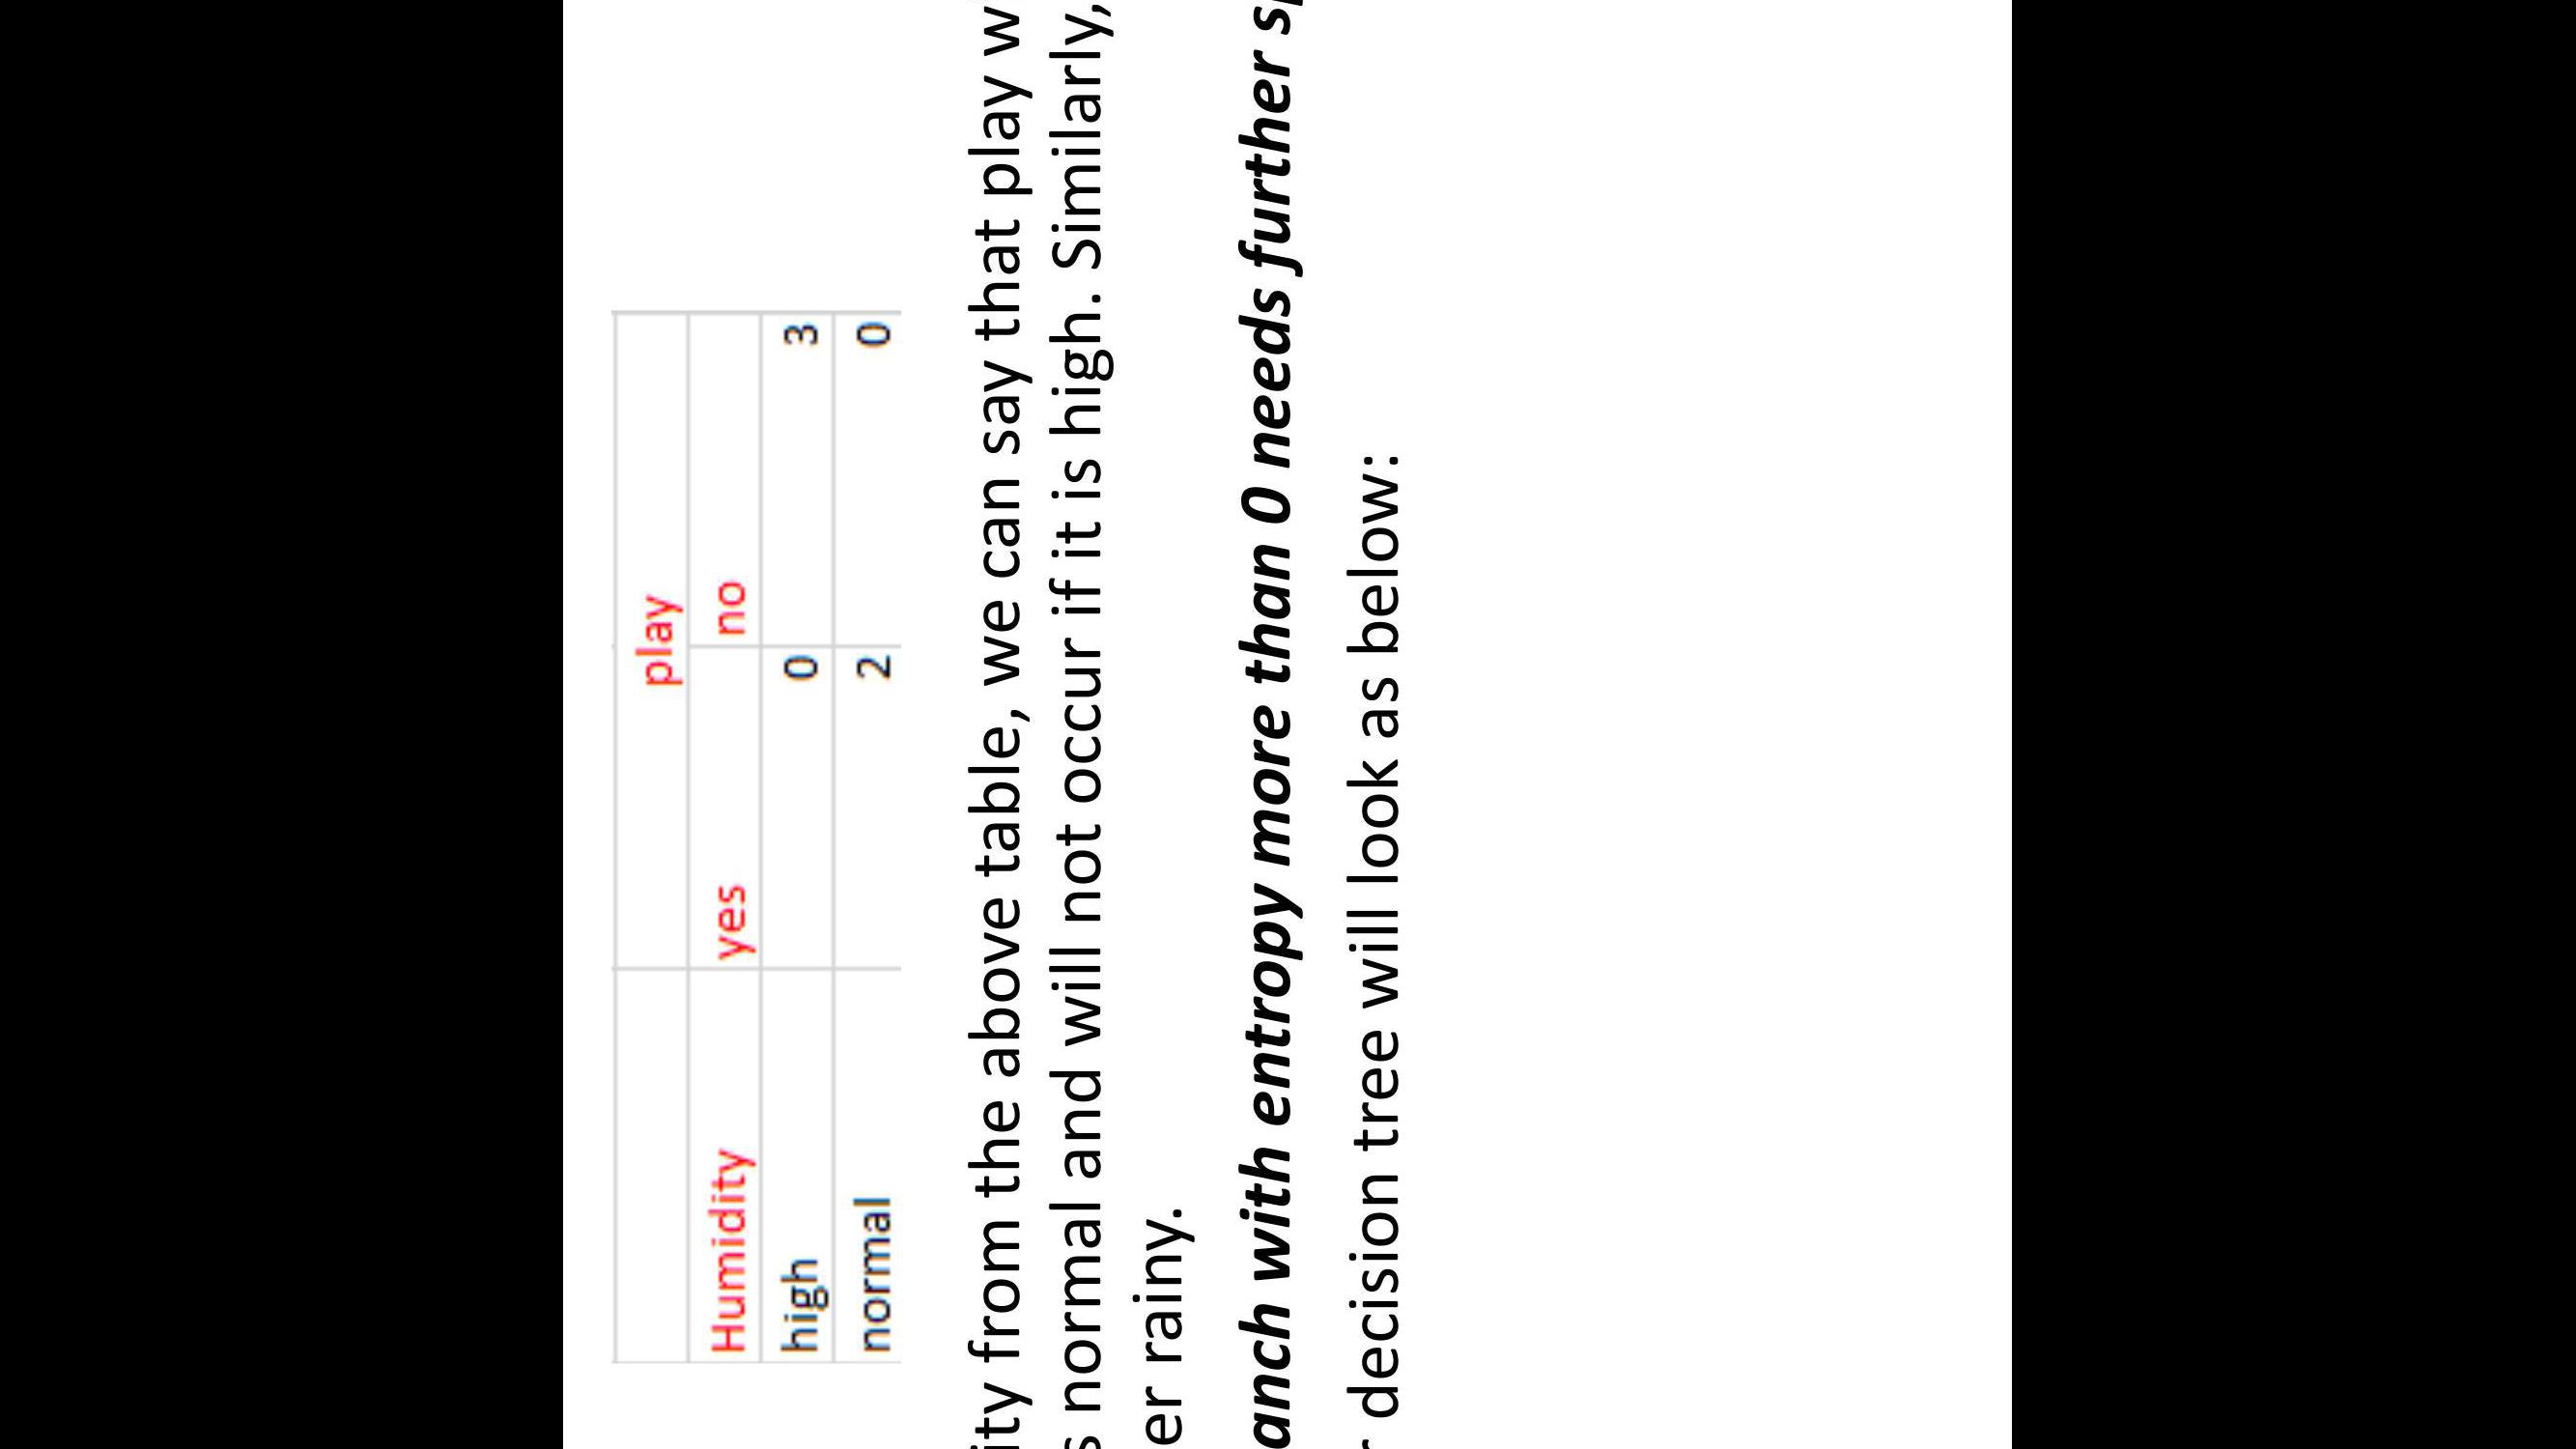 play
Humidity yes no
high 0 3
normal 2 0
ity from the above table, we can say that play w
s normal and will not occur if it is high. Similarly,
er rainy.
anch with entropy more than 0 needs further s
r decision tree will look as below: